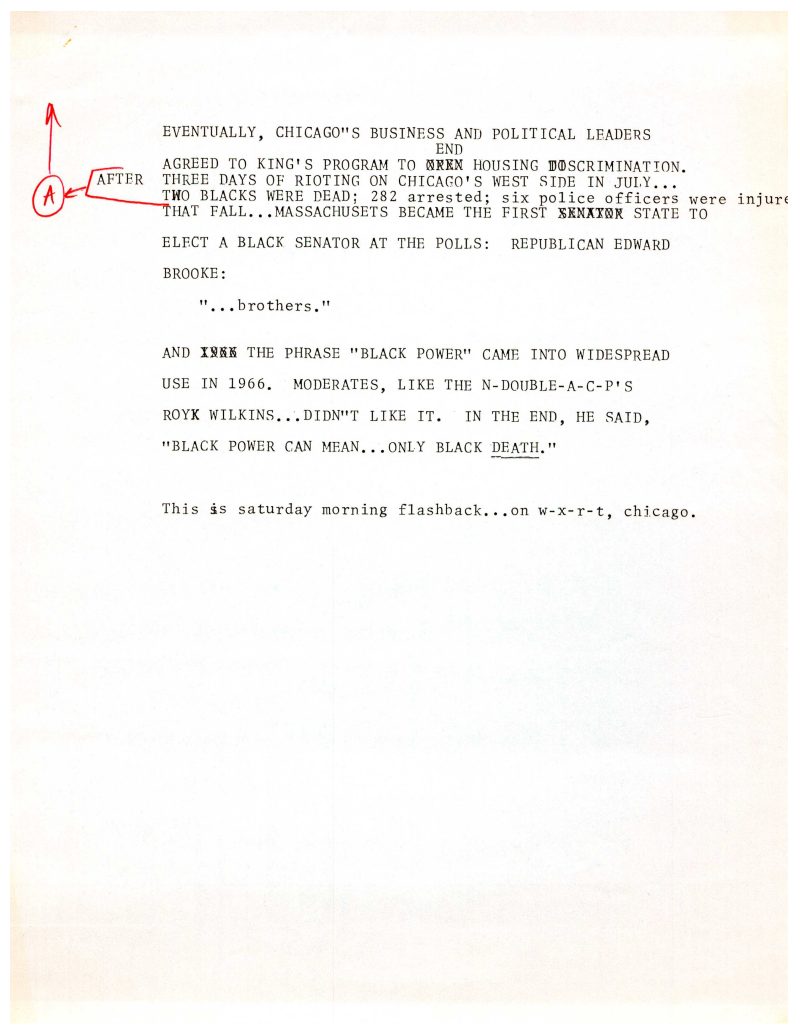 EVENTUALLY, CHICAGO"S BUSINESS AND POLITICAL LEADERS
END
AGREED TO KING'S PROGRAM TO OPEN HOUSING DISCRIMINATION.
AFTER THREE DAYS OF RIOTING ON CHICAGO'S WEST SIDE IN JULY...
A
TWO BLACKS WERE DEAD; 282 arrested; six police officers were injure
THAT FALL...MASSACHUSETS BECAME THE FIRST SENATOR STATE TO
ELECT A BLACK SENATOR AT THE POLLS: REPUBLICAN EDWARD
BROOKE:
"...brothers."
AND 1966 THE PHRASE "BLACK POWER" CAME INTO WIDESPREAD
USE IN 1966. MODERATES, LIKE THE N-DOUBLE-A-C-P'S
ROY WILKINS...DIDN"T LIKE IT. IN THE END, HE SAID,
"BLACK POWER CAN MEAN...ONLY BLACK DEATH."
This is saturday morning flashback...on w-x-r-t, chicago.